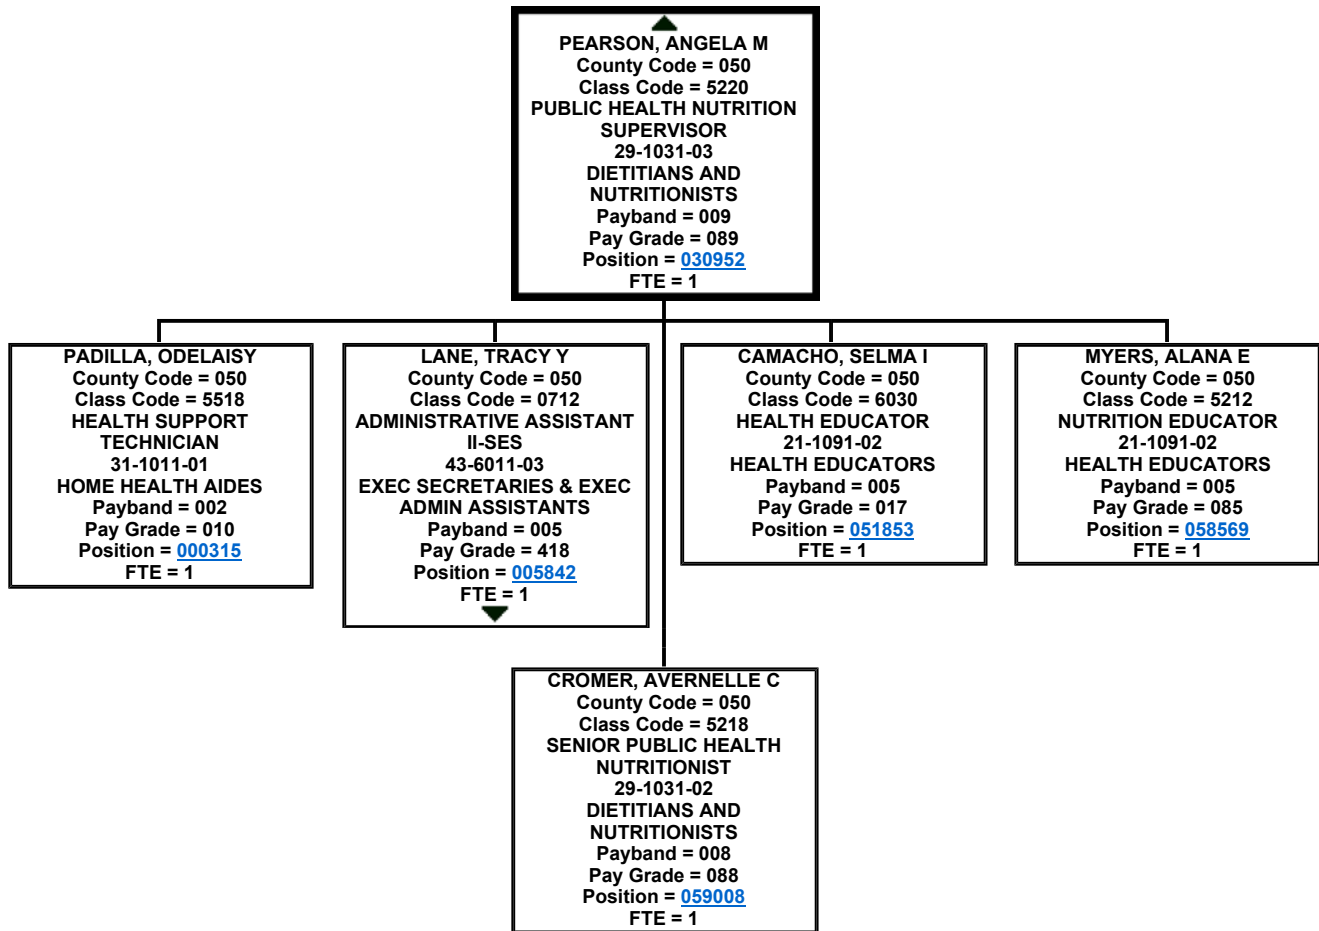 PEARSON, ANGELA M
County Code = 050
Class Code = 5220
PUBLIC HEALTH NUTRITION
SUPERVISOR
29-1031-03
DIETITIANS AND
NUTRITIONISTS
Payband = 009
Pay Grade = 089
Position = 030952
FTE = 1
PADILLA, ODELAISY
County Code = 050
Class Code = 5518
HEALTH SUPPORT
TECHNICIAN
31-1011-01
HOME HEALTH AIDES
Payband = 002
Pay Grade = 010
Position = 000315
FTE = 1
LANE, TRACY Y
County Code = 050
Class Code = 0712
ADMINISTRATIVE ASSISTANT
II-SES
43-6011-03
EXEC SECRETARIES & EXEC
ADMIN ASSISTANTS
Payband = 005
Pay Grade = 418
Position = 005842
FTE = 1
CAMACHO, SELMA I
County Code = 050
Class Code = 6030
HEALTH EDUCATOR
21-1091-02
HEALTH EDUCATORS
Payband = 005
Pay Grade = 017
Position = 051853
FTE = 1
MYERS, ALANA E
County Code = 050
Class Code = 5212
NUTRITION EDUCATOR
21-1091-02
HEALTH EDUCATORS
Payband = 005
Pay Grade = 085
Position = 058569
FTE = 1
CROMER, AVERNELLE C
County Code = 050
Class Code = 5218
SENIOR PUBLIC HEALTH
NUTRITIONIST
29-1031-02
DIETITIANS AND
NUTRITIONISTS
Payband = 008
Pay Grade = 088
Position = 059008
FTE = 1